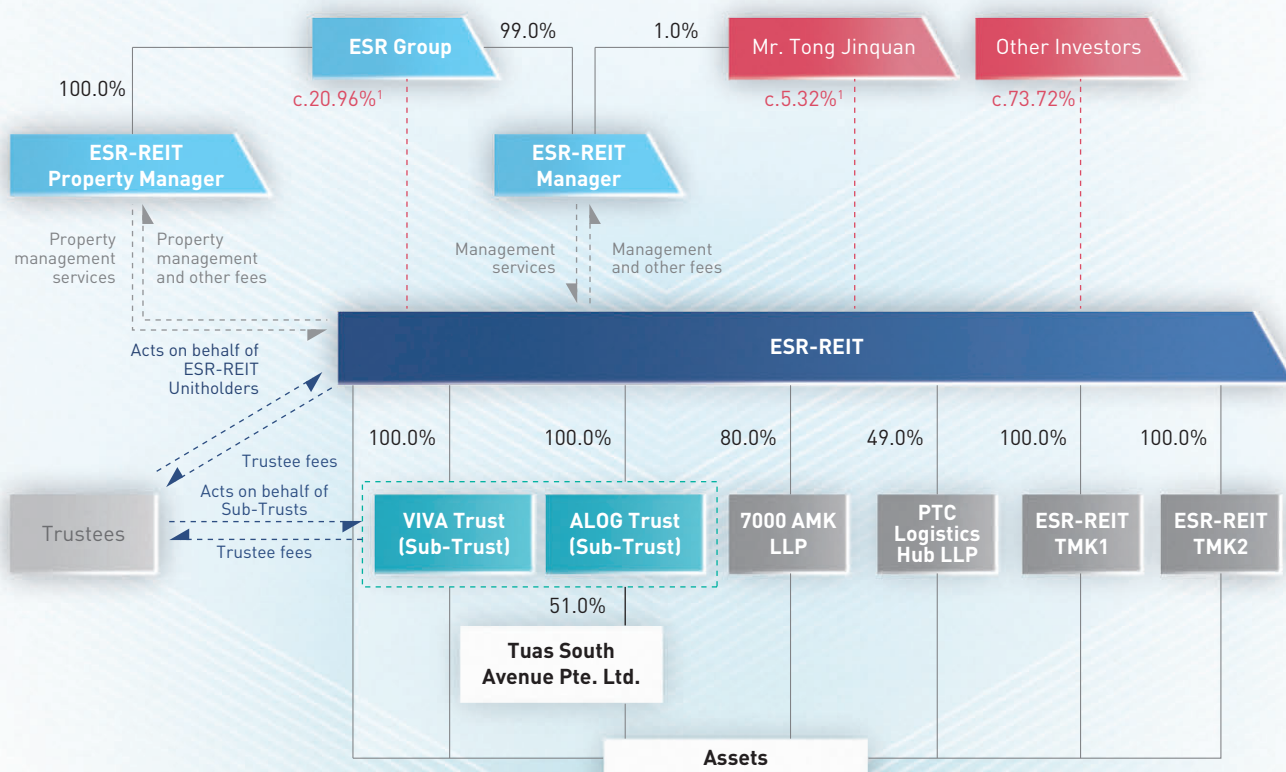 ESR Group
99.0%
1.0%
Mr. Tong Jinquan
Other Investors
100.0%
c.20.96%¹
c.5.32%¹
c.73.72%
ESR-REIT
Property Manager
ESR-REIT
Manager
Property
management
services
Property
management
and other fees
Management
services
Management
and other fees
ESR-REIT
Acts on behalf of
ESR-REIT
Unitholders
100.0%
100.0%
80.0%
49.0%
100.0%
100.0%
Trustee fees
Acts on behalf of
Sub-Trusts
Trustee fees
Trustees
VIVA Trust
(Sub-Trust)
ALOG Trust
(Sub-Trust)
7000 AMK
LLP
PTC
Logistics
Hub LLP
ESR-REIT
TMK1
ESR-REIT
TMK2
51.0%
Tuas South
Avenue Pte. Ltd.
Assets